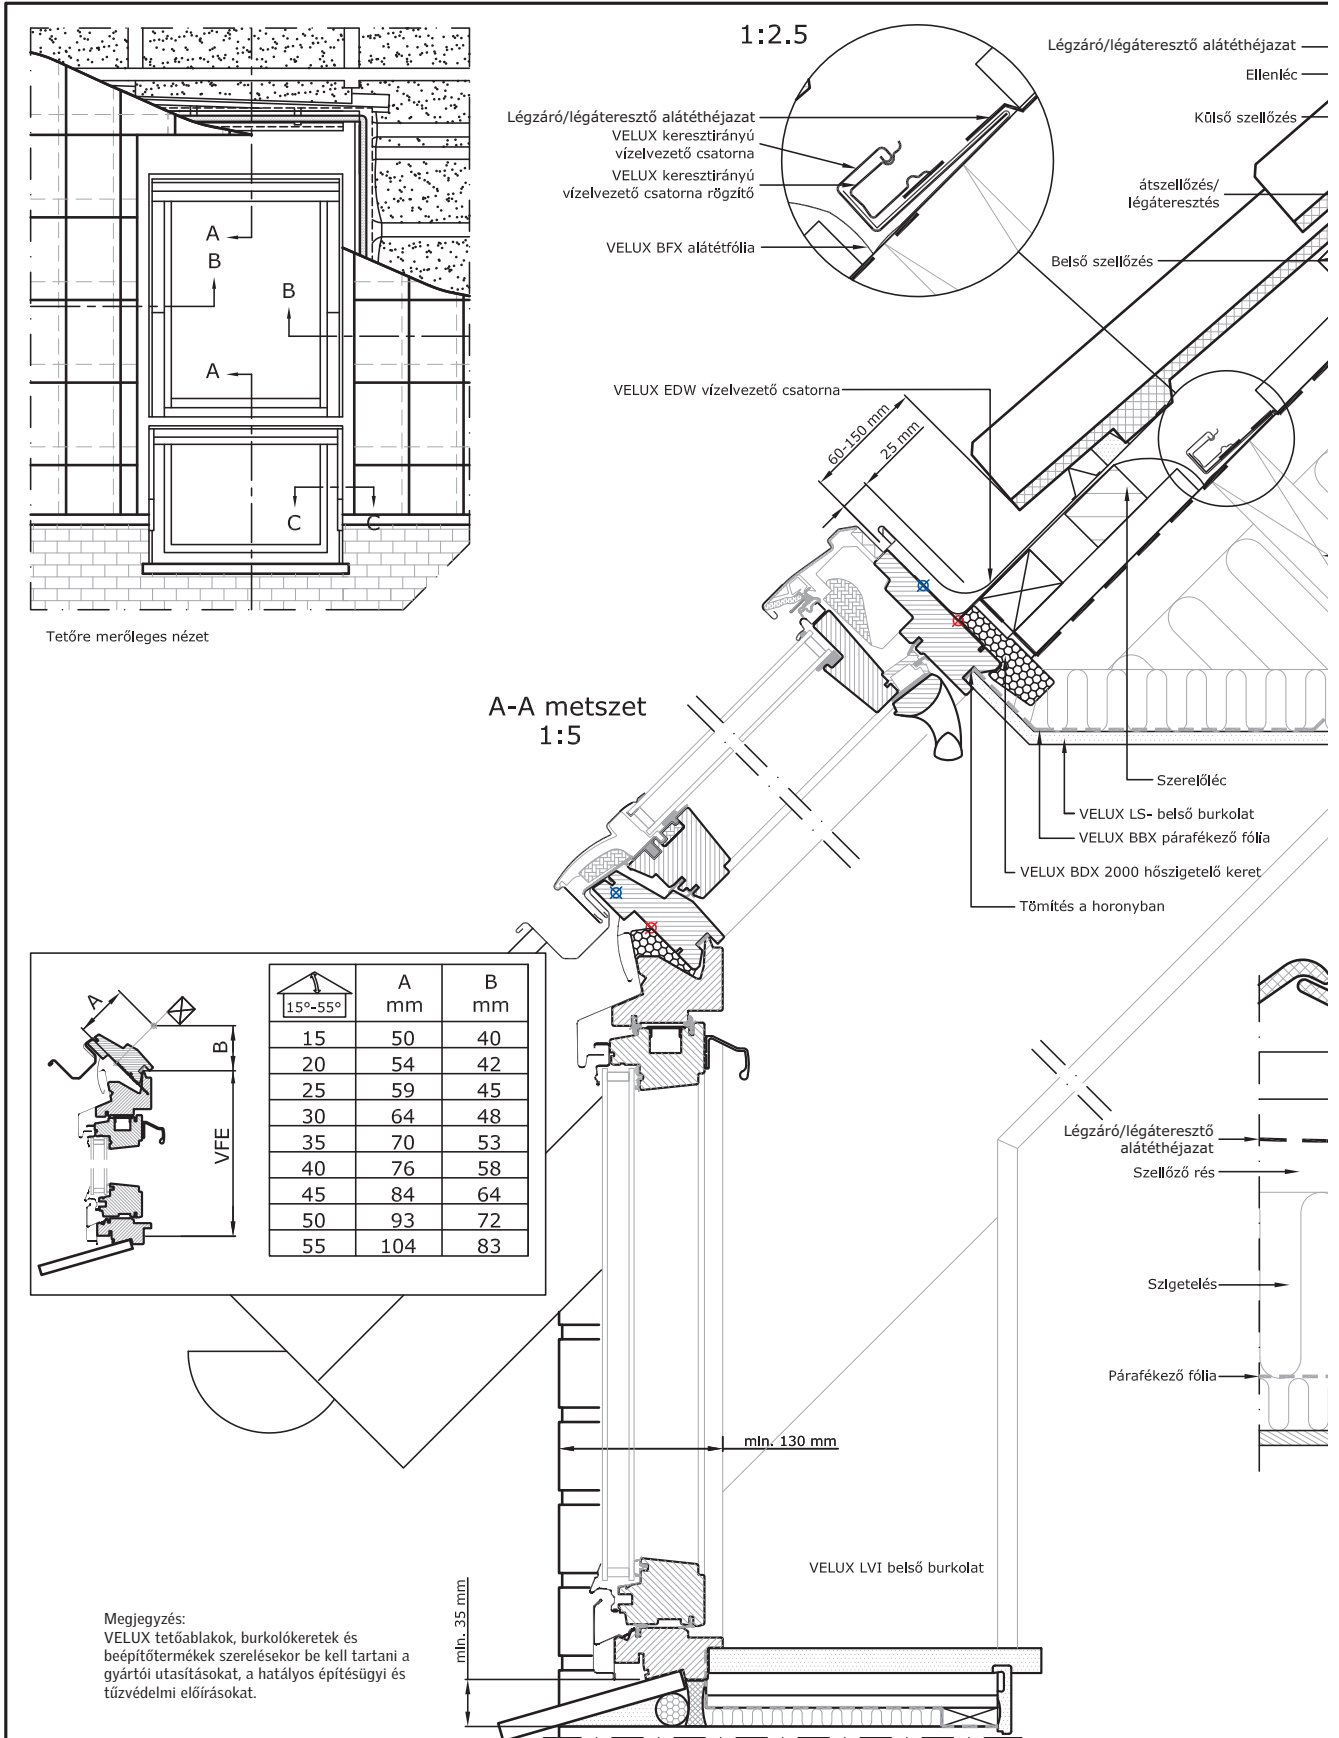 1:2.5
Légzáró/légáteresztő alátéthéjazat
VELUX keresztirányú
vízelvezető csatorna
VELUX keresztirányú
vízelvezető csatorna rögzítő
VELUX BFX alátétfólia
Légzáró/légáteresztő alátéthéjazat
Ellenléc
Külső szellőzés
átszellőzés/
légáteresztés
Belső szellőzés
A
B
B
A
C
C
Tetőre merőleges nézet
VELUX EDW vízelvezető csatorna
60-150 mm
25 mm
A-A metszet
1:5
Szerelőléc
VELUX LS- belső burkolat
VELUX BBX párafékező fólia
VELUX BDX 2000 hőszigetelő keret
Tömítés a horonyban
A
B
VFE
15°-55° A mm B mm
15 50 40
20 54 42
25 59 45
30 64 48
35 70 53
40 76 58
45 84 64
50 93 72
55 104 83
Légzáró/légáteresztő
alátéthéjazat
Szellőző rés
Szigetelés
Párafékező fólia
min. 130 mm
VELUX LVI belső burkolat
min. 35 mm
Megjegyzés:
VELUX tetőablakok, burkolókeretek és
beépítőtermékek szerelésekor be kell tartani a
gyártói utasításokat, a hatályos építésügyi és
tűzvédelmi előírásokat.